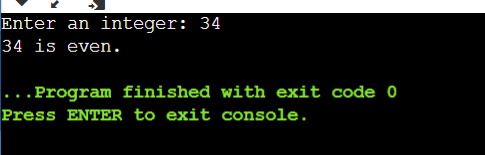 Enter an integer: 34
34 is even.
...Program finished with exit code 0
Press ENTER to exit console.